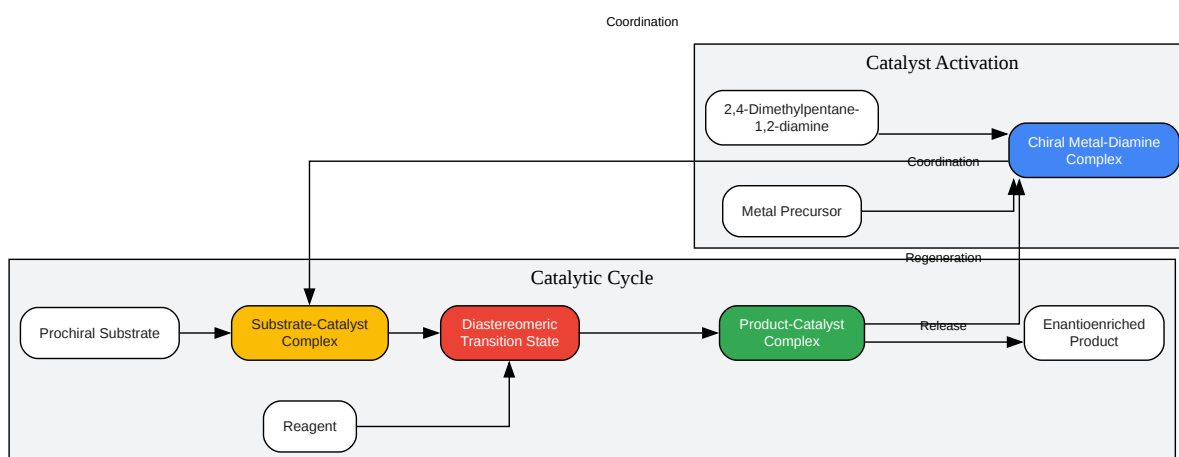 Coordination
Catalyst Activation
2,4-Dimethylpentane-
1,2-diamine
Chiral Metal-Diamine
Complex
Coordination
Metal Precursor
Regeneration
Catalytic Cycle
Prochiral Substrate
Substrate-Catalyst
Complex
Diastereomeric
Transition State
Product-Catalyst
Complex
Release
Enantioenriched
Product
Reagent